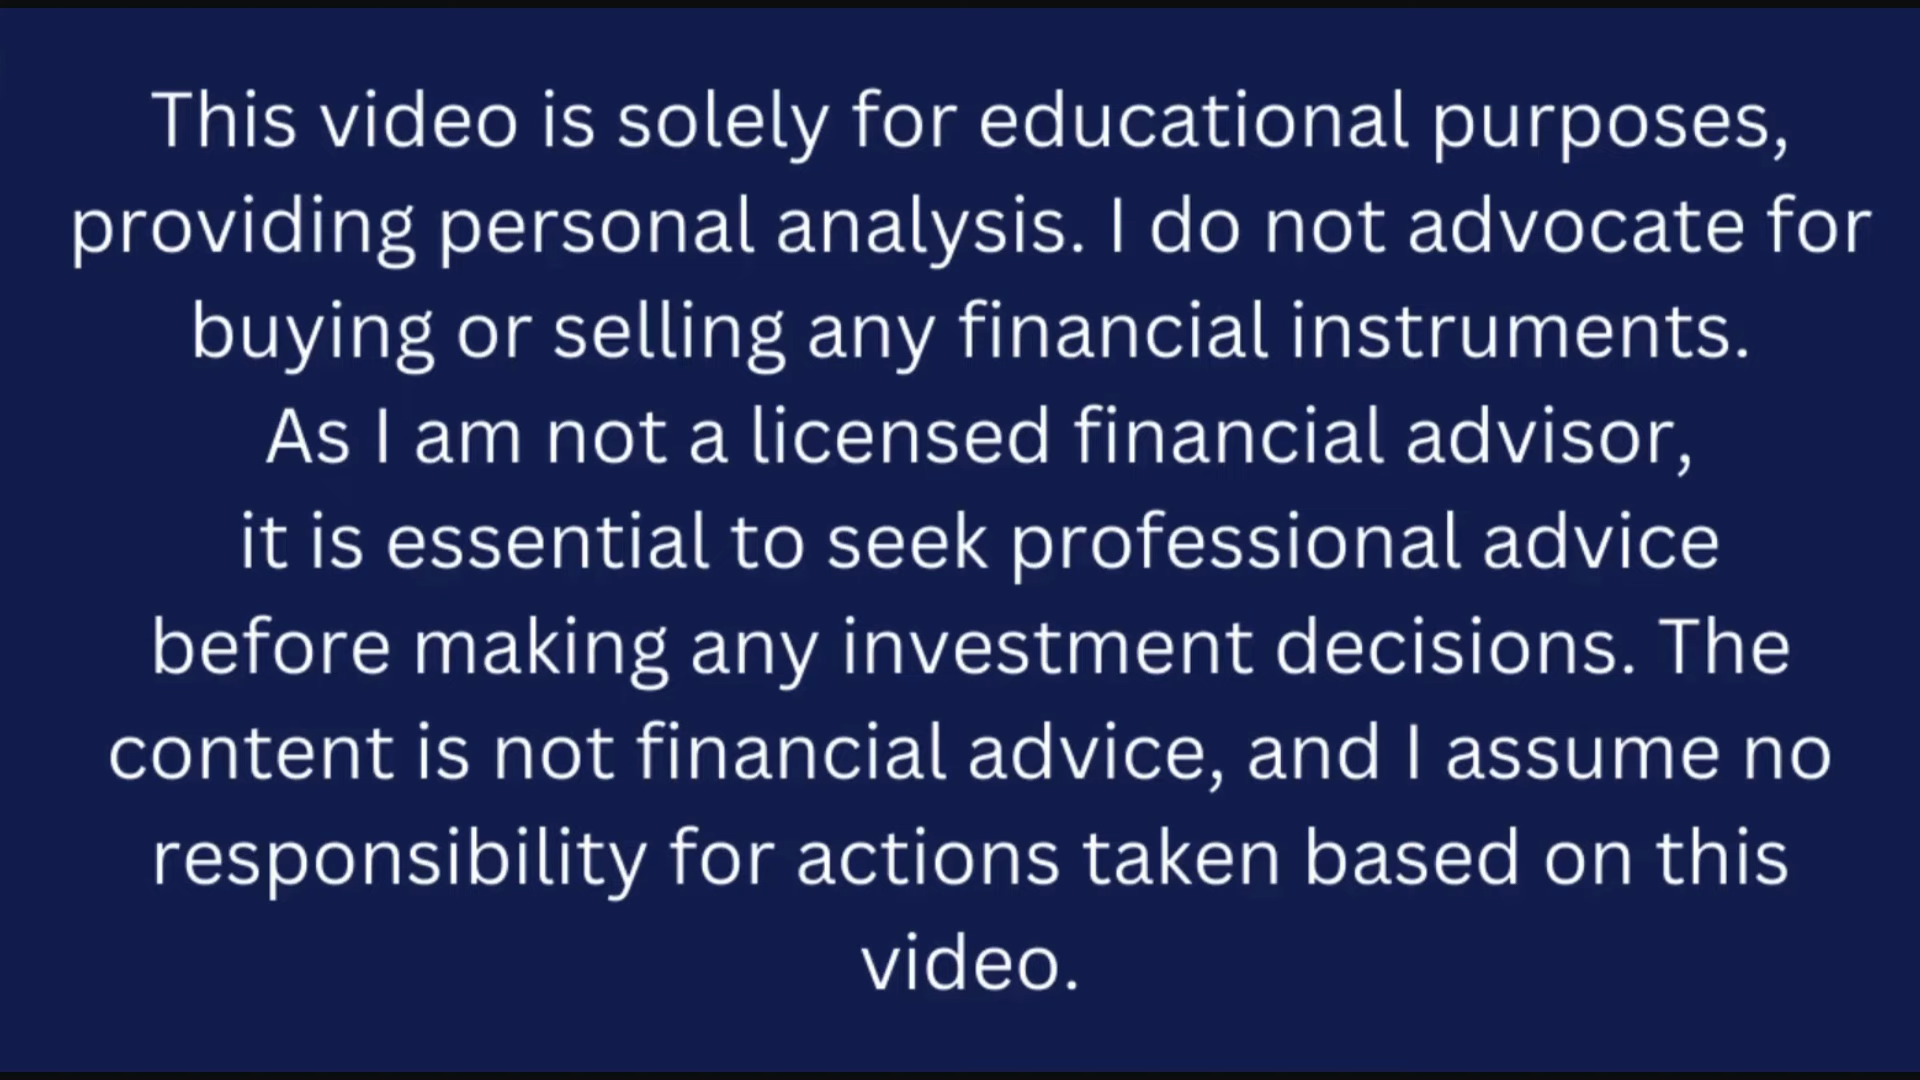 This video is solely for educational purposes,
providing personal analysis. I do not advocate for
buying or selling any financial instruments.
As I am not a licensed financial advisor,
it is essential to seek professional advice
before making any investment decisions. The
content is not financial advice, and I assume no
responsibility for actions taken based on this
video.